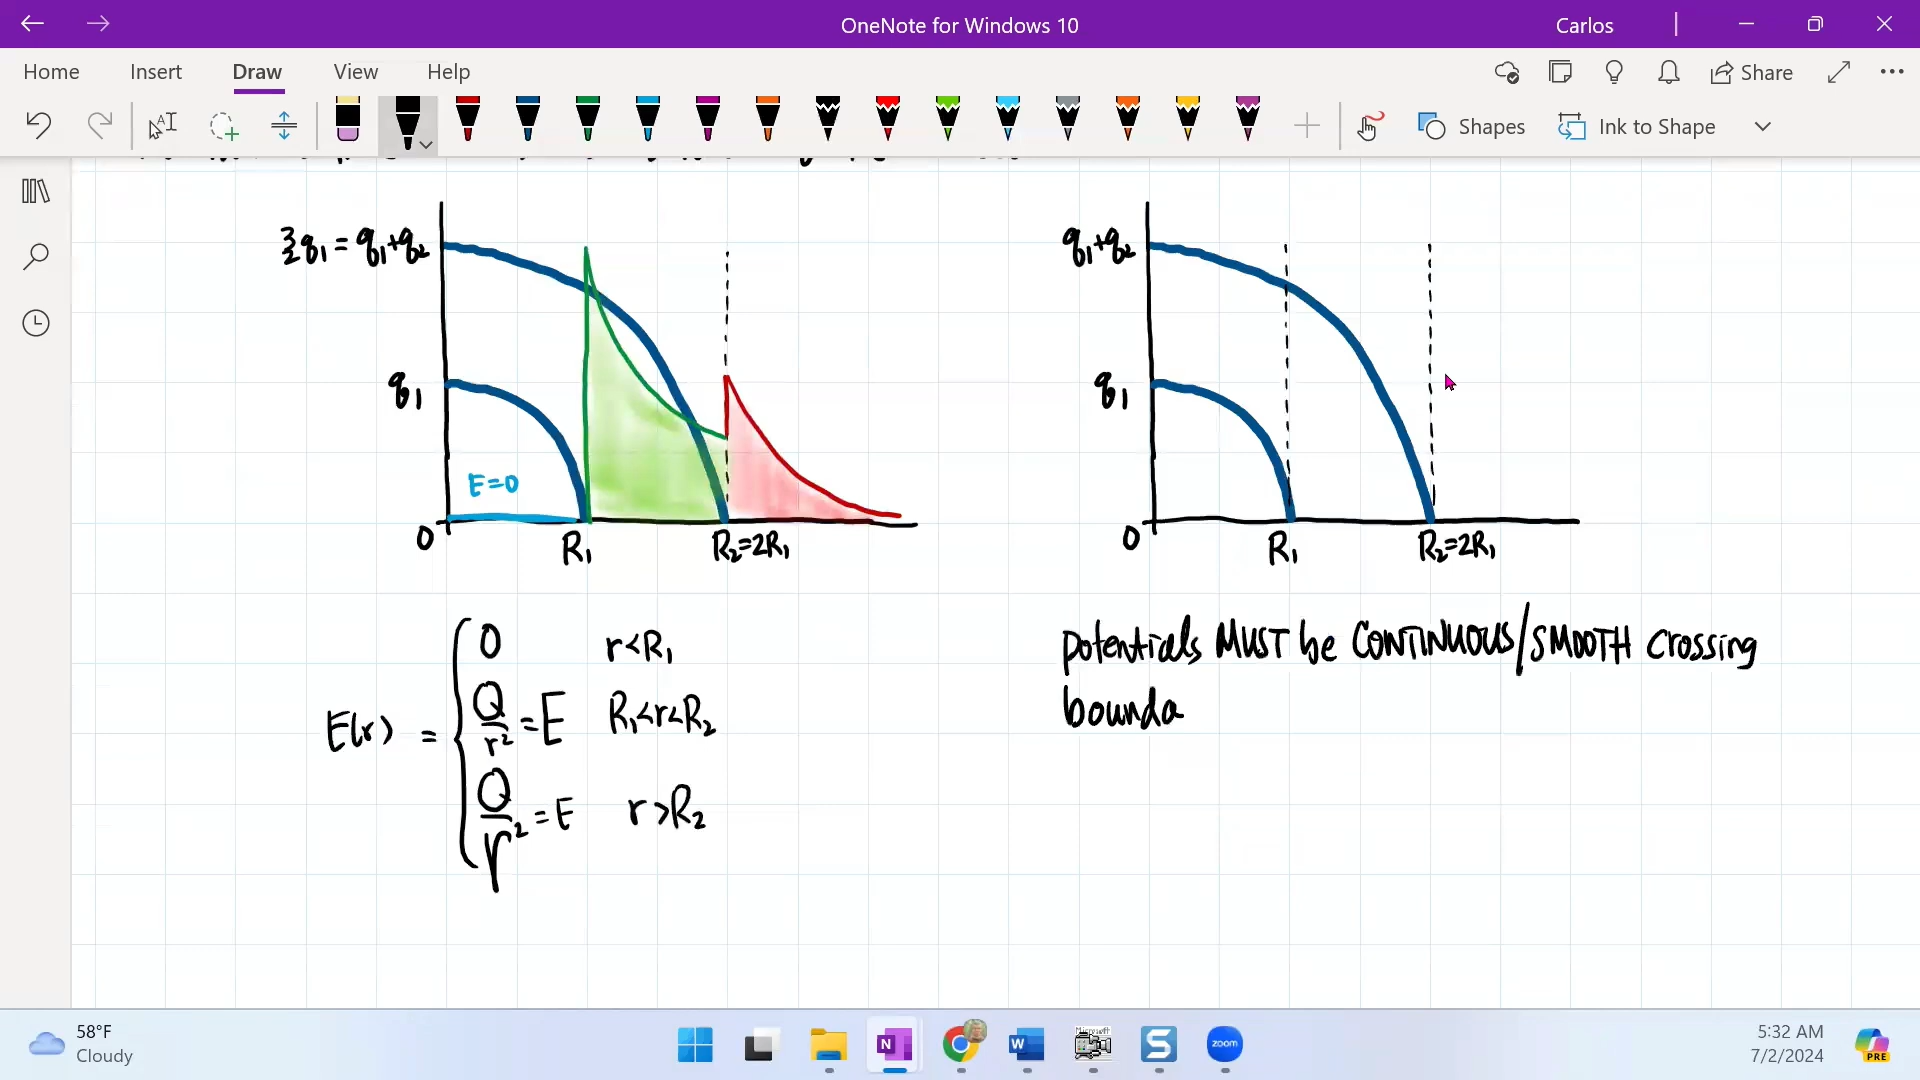 OneNote for Windows 10
Carlos
Home Insert Draw View Help
Share
Shapes
Ink to Shape
3q₁ = q₁+q₂
q₁
E=0
0
R₁
R₂=2R₁
q₁+q₂
q₁
0
R₁
R₂=2R₁
E(r) =
0 r<R₁
Q/r² = E R₁<r<R₂
Q/r² = E r>R₂
potentials MUST be CONTINUOUS/SMOOTH crossing
bounda
58°F
Cloudy
zoom
5:32 AM
7/2/2024
PRE